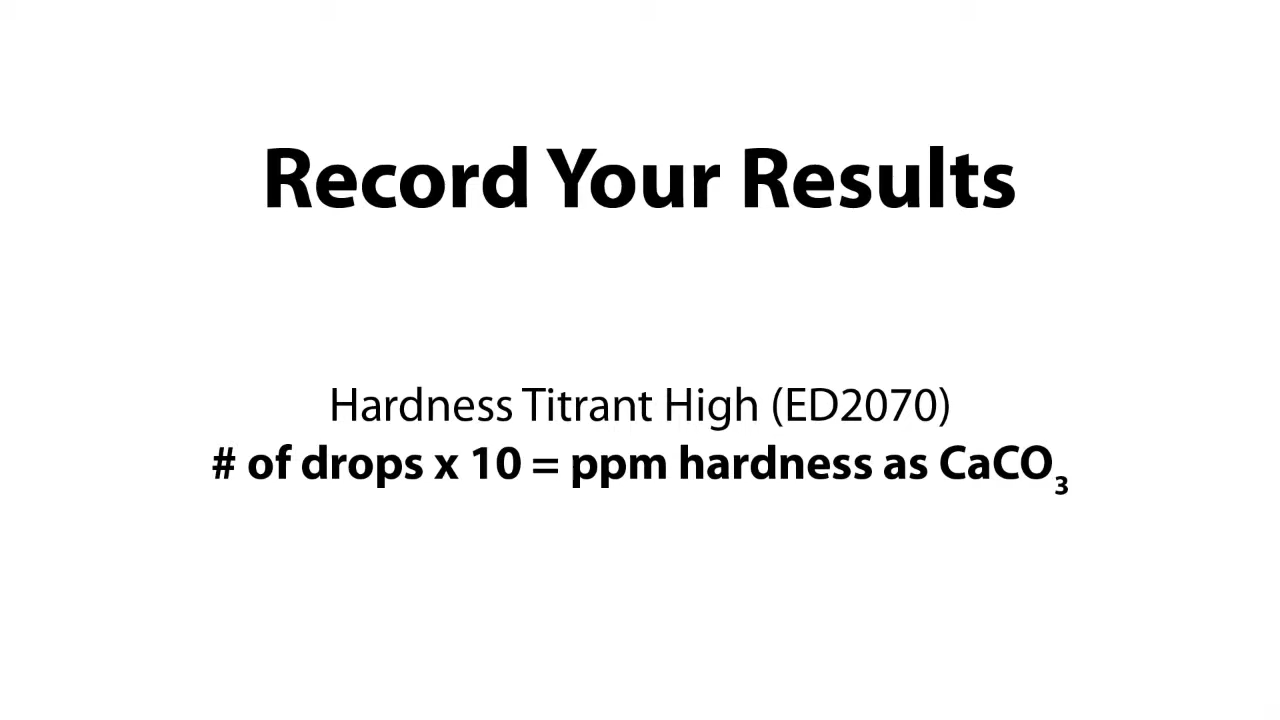 Record Your Results
Hardness Titrant High (ED2070)
# of drops x 10 = ppm hardness as CaCO₃